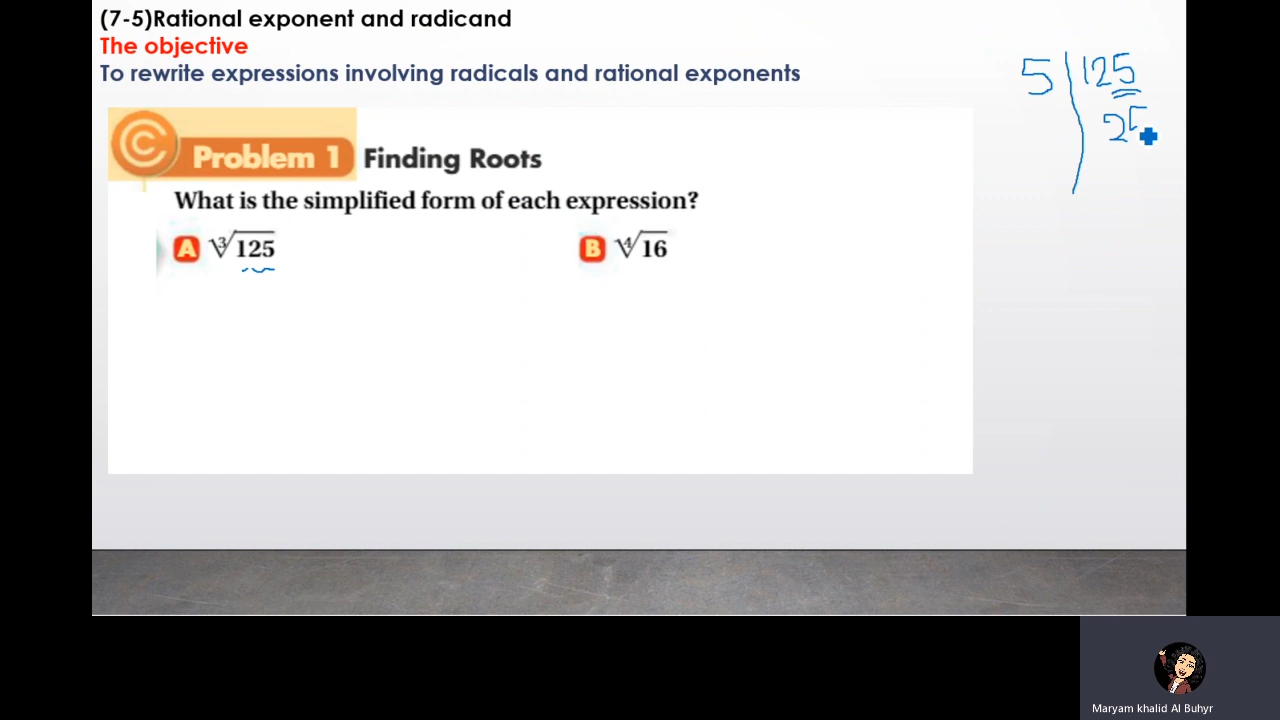 (7-5)Rational exponent and radicand
The objective
To rewrite expressions involving radicals and rational exponents
5 | 125
25
© Problem 1 Finding Roots
What is the simplified form of each expression?
A ∛125 B ∜16
Maryam khalid Al Buhyr